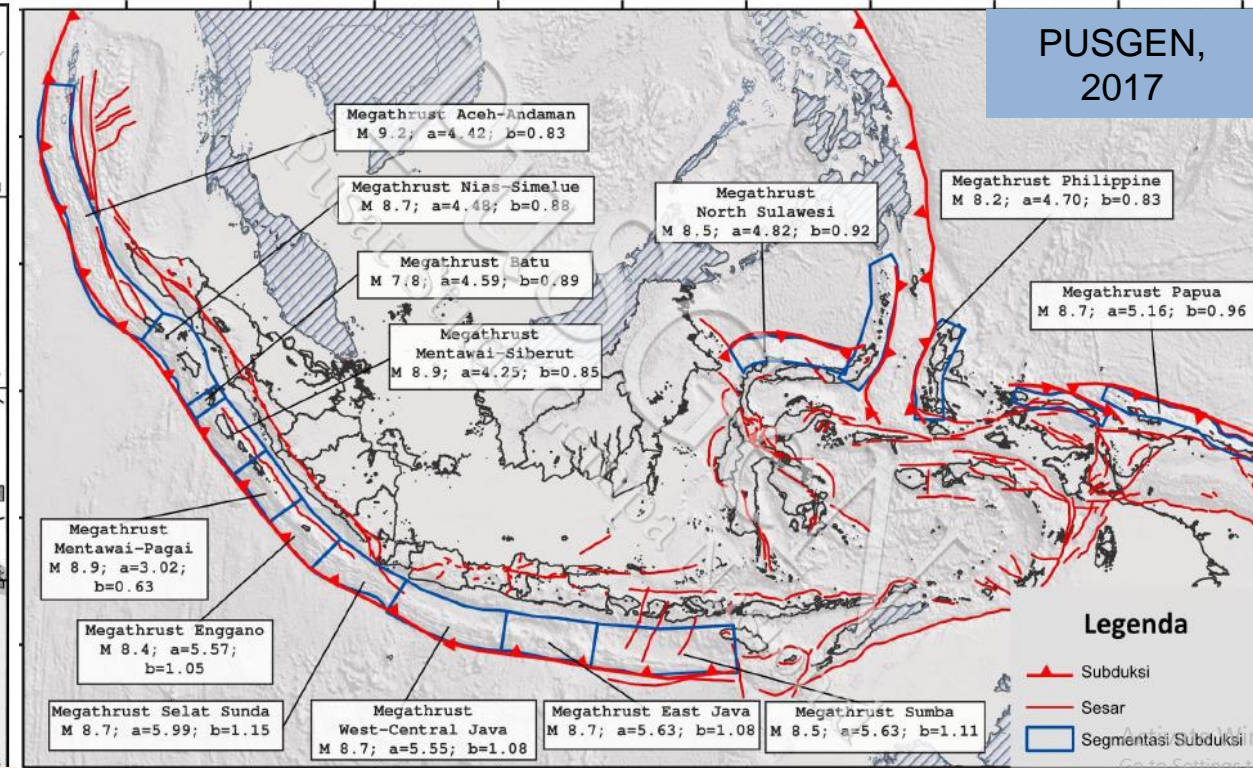 PUSGEN,
2017
Megathrust Aceh-Andaman
M 9.2; a=4.42; b=0.83
Megathrust Nias-Simelue
M 8.7; a=4.48; b=0.88
Megathrust Batu
M 7.8; a=4.59; b=0.89
Megathrust
Mentawai-Siberut
M 8.9; a=4.25; b=0.85
Megathrust
North Sulawesi
M 8.5; a=4.82; b=0.92
Megathrust Philippine
M 8.2; a=4.70; b=0.83
Megathrust Papua
M 8.7; a=5.16; b=0.96
Megathrust
Mentawai-Pagai
M 8.9; a=3.02;
b=0.63
Megathrust Enggano
M 8.4; a=5.57;
b=1.05
Megathrust Selat Sunda
M 8.7; a=5.99; b=1.15
Megathrust
West-Central Java
M 8.7; a=5.55; b=1.08
Megathrust East Java
M 8.7; a=5.63; b=1.08
Megathrust Sumba
M 8.5; a=5.63; b=1.11
Legenda
Subduksi
Sesar
Segmentasi Subduksi
PUSGEN